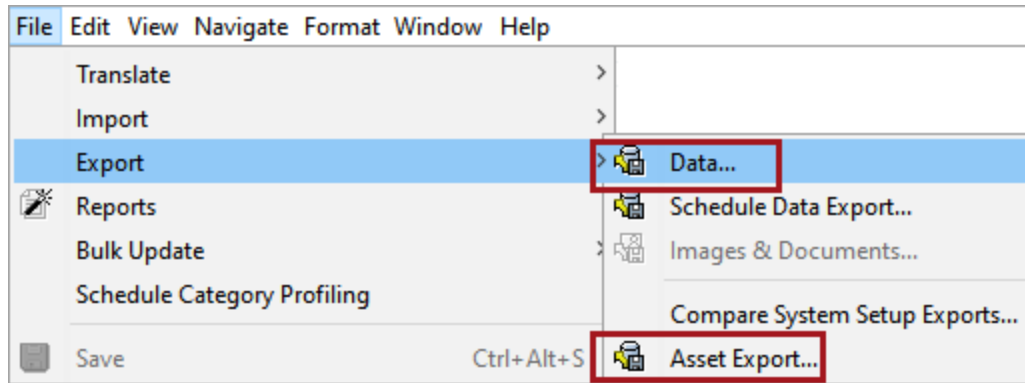 File Edit View Navigate Format Window Help
Translate
Import
Export
Reports
Bulk Update
Schedule Category Profiling
Save Ctrl+Alt+S
Data...
Schedule Data Export...
Images & Documents...
Compare System Setup Exports...
Asset Export...